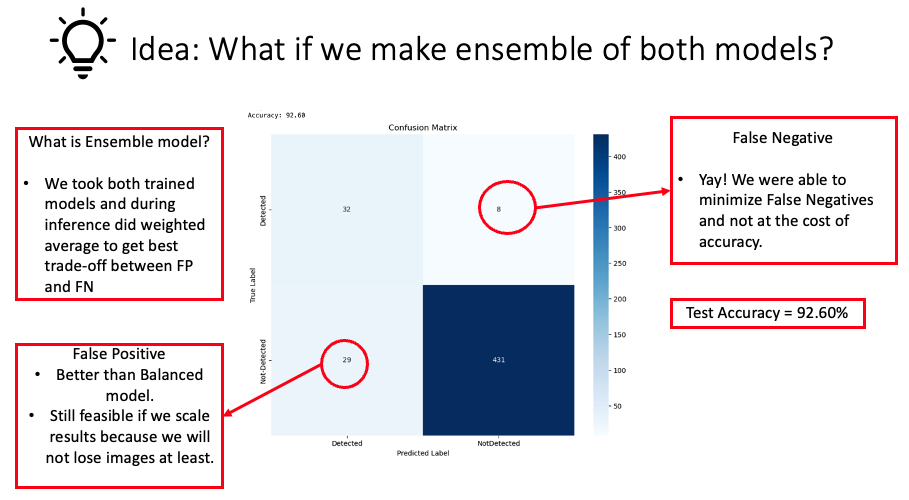 Idea: What if we make ensemble of both models?
What is Ensemble model?
• We took both trained
models and during
inference did weighted
average to get best
trade-off between FP
and FN
False Positive
• Better than Balanced
model.
• Still feasible if we scale
results because we will
not lose images at least.
Accuracy: 92.60
Confusion Matrix
True Label
Detected
Not-Detected
32
8
29
431
Detected
NotDetected
Predicted Label
400
350
300
250
200
150
100
50
False Negative
• Yay! We were able to
minimize False Negatives
and not at the cost of
accuracy.
Test Accuracy = 92.60%